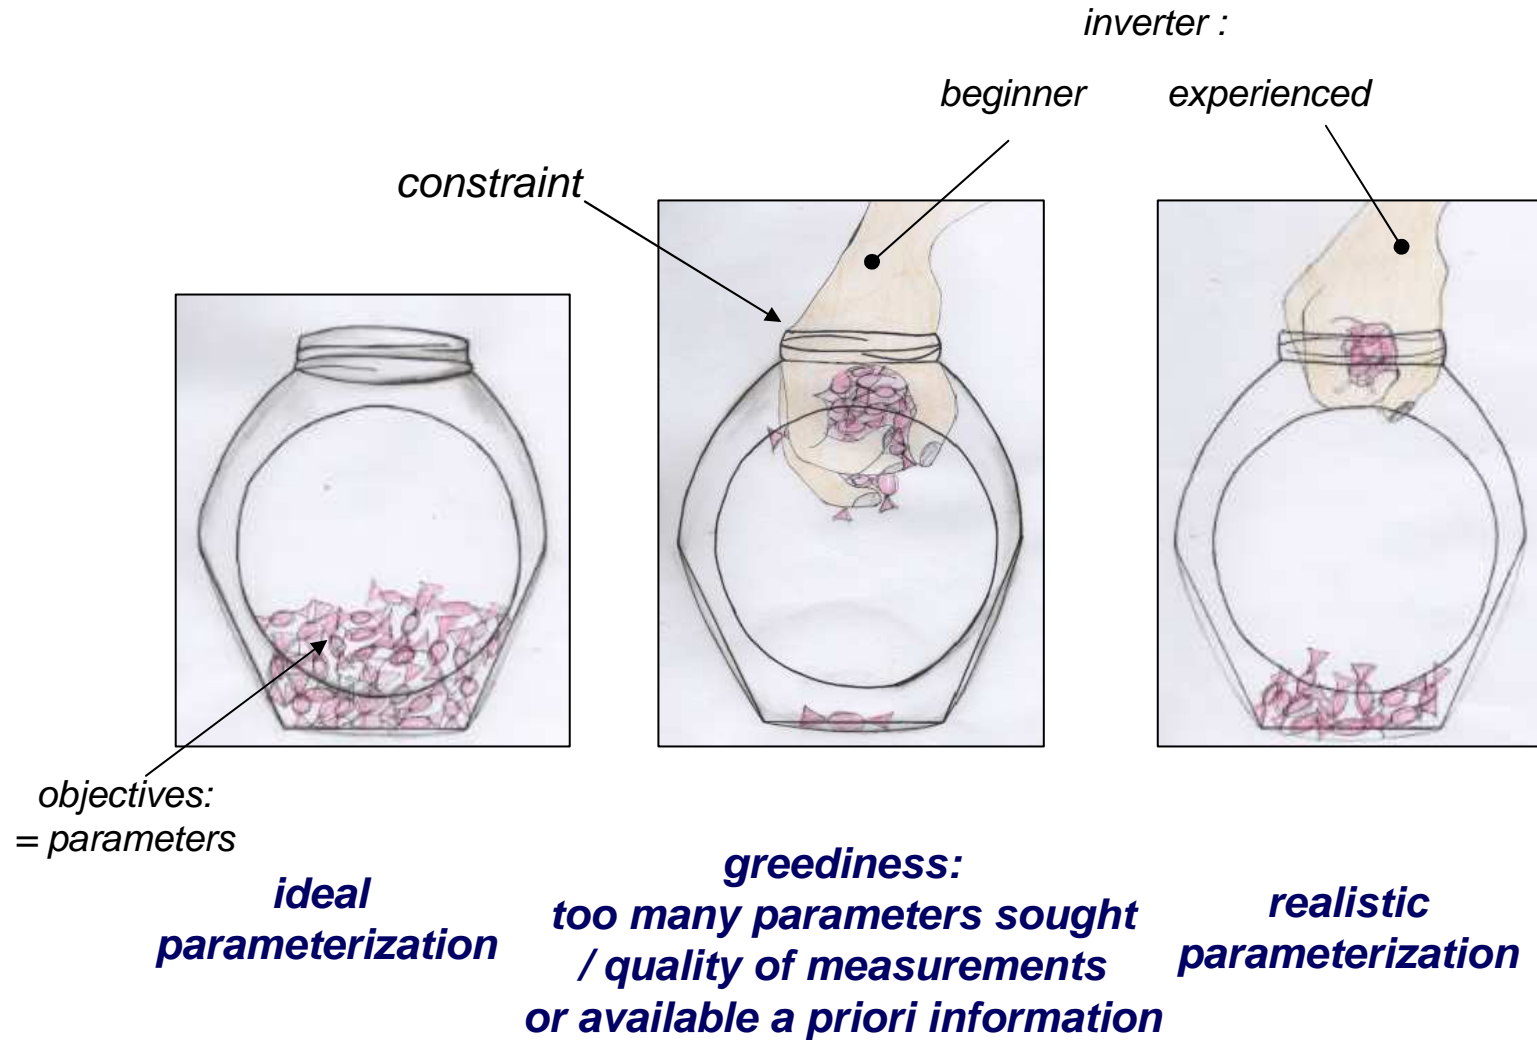 inverter :
beginner
experienced
constraint
objectives:
= parameters
ideal
parameterization
greediness:
too many parameters sought
/ quality of measurements
or available a priori information
realistic
parameterization